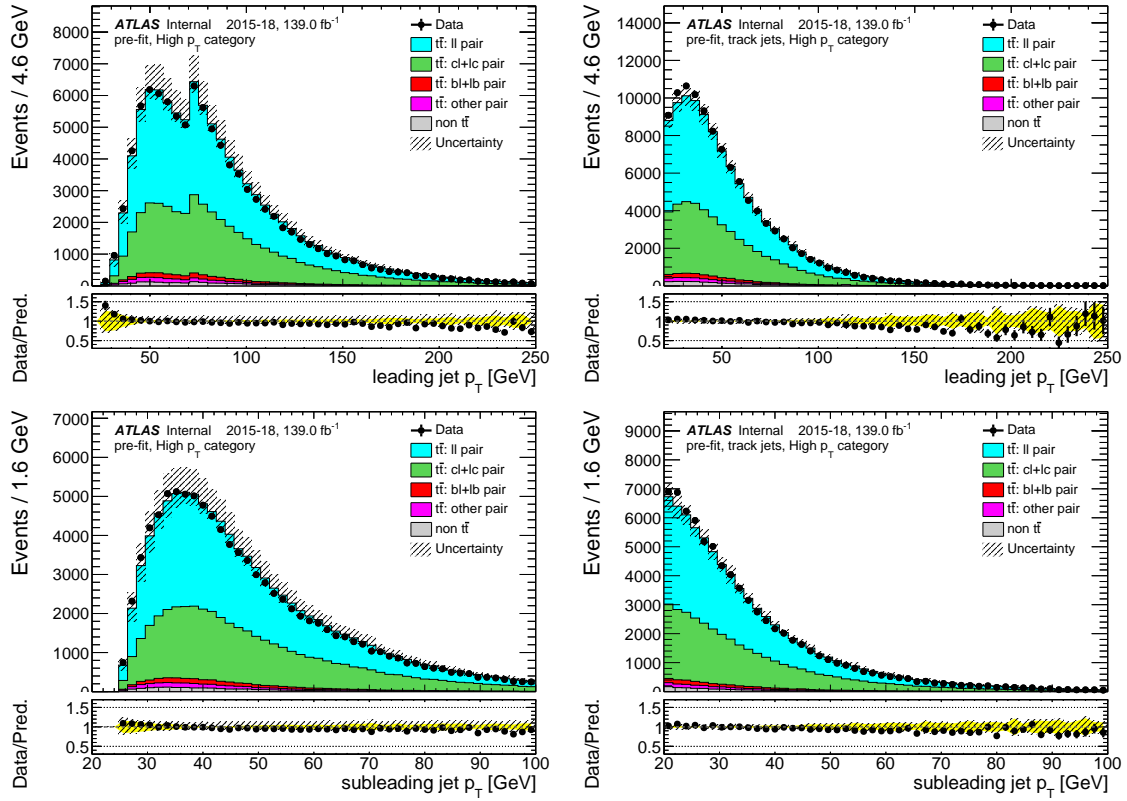 ATLAS Internal 2015-18, 139.0 fb⁻¹
pre-fit, High p_T category
Data
tt̄: ll pair
tt̄: cl+lc pair
tt̄: bl+lb pair
tt̄: other pair
non tt̄
Uncertainty
Events / 4.6 GeV
8000
7000
6000
5000
4000
3000
2000
1000
0
Data/Pred.
1.5
1
0.5
50 100 150 200 250
leading jet p_T [GeV]
ATLAS Internal 2015-18, 139.0 fb⁻¹
pre-fit, track jets, High p_T category
Data
tt̄: ll pair
tt̄: cl+lc pair
tt̄: bl+lb pair
tt̄: other pair
non tt̄
Uncertainty
Events / 4.6 GeV
14000
12000
10000
8000
6000
4000
2000
0
Data/Pred.
1.5
1
0.5
50 100 150 200 250
leading jet p_T [GeV]
ATLAS Internal 2015-18, 139.0 fb⁻¹
pre-fit, High p_T category
Data
tt̄: ll pair
tt̄: cl+lc pair
tt̄: bl+lb pair
tt̄: other pair
non tt̄
Uncertainty
Events / 1.6 GeV
7000
6000
5000
4000
3000
2000
1000
0
Data/Pred.
1.5
1
0.5
20 30 40 50 60 70 80 90 100
subleading jet p_T [GeV]
ATLAS Internal 2015-18, 139.0 fb⁻¹
pre-fit, track jets, High p_T category
Data
tt̄: ll pair
tt̄: cl+lc pair
tt̄: bl+lb pair
tt̄: other pair
non tt̄
Uncertainty
Events / 1.6 GeV
9000
8000
7000
6000
5000
4000
3000
2000
1000
0
Data/Pred.
1.5
1
0.5
20 30 40 50 60 70 80 90 100
subleading jet p_T [GeV]